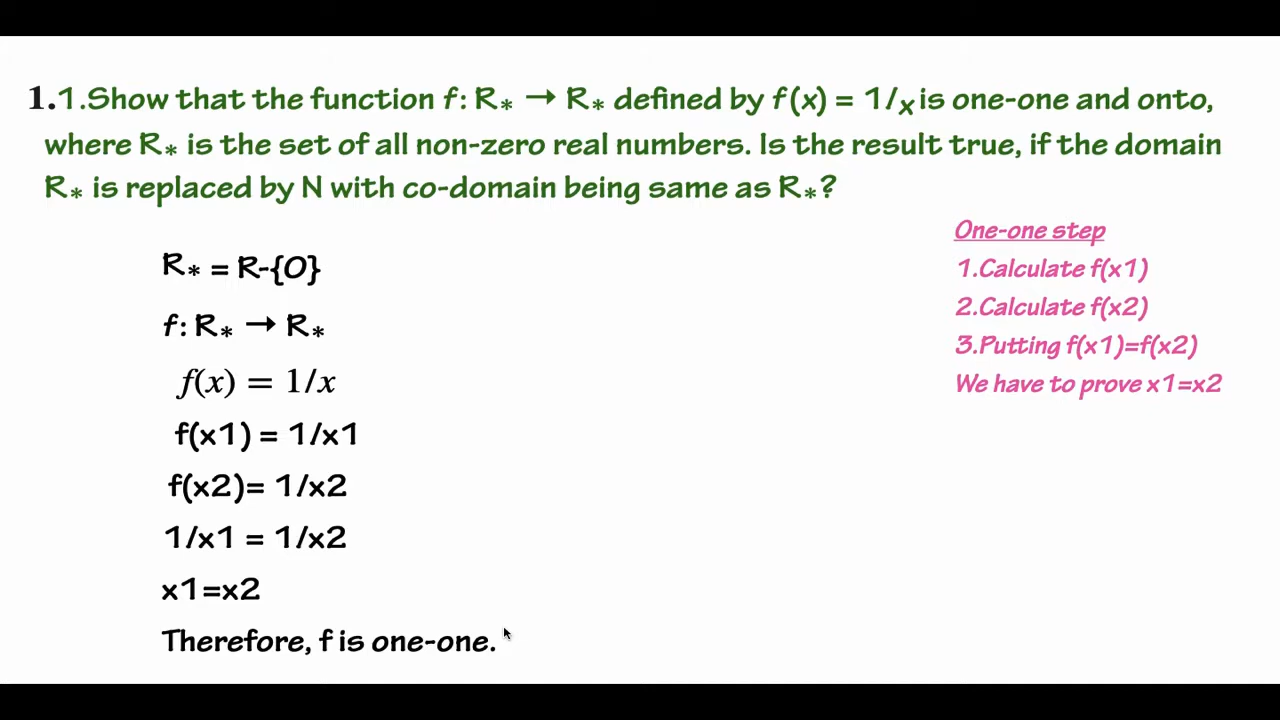 1.1.Show that the function f: R* → R* defined by f(x) = 1/x is one-one and onto,
where R* is the set of all non-zero real numbers. Is the result true, if the domain
R* is replaced by N with co-domain being same as R*?
R* = R-{0}
f: R* → R*
f(x) = 1/x
f(x1) = 1/x1
f(x2)= 1/x2
1/x1 = 1/x2
x1=x2
Therefore, f is one-one.
One-one step
1.Calculate f(x1)
2.Calculate f(x2)
3.Putting f(x1)=f(x2)
We have to prove x1=x2